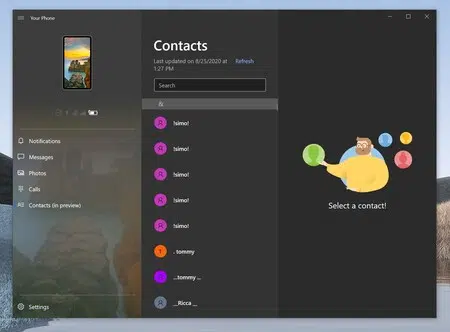 Your Phone
Notifications
Messages
Photos
Calls
Contacts (in preview)
Settings
Contacts
Last updated on 8/25/2020 at
1:27 PM
Refresh
Search
&
!simo!
!simo!
!simo!
!simo!
!simo!
. tommy
...tommy ...
__Ricca __
Select a contact!